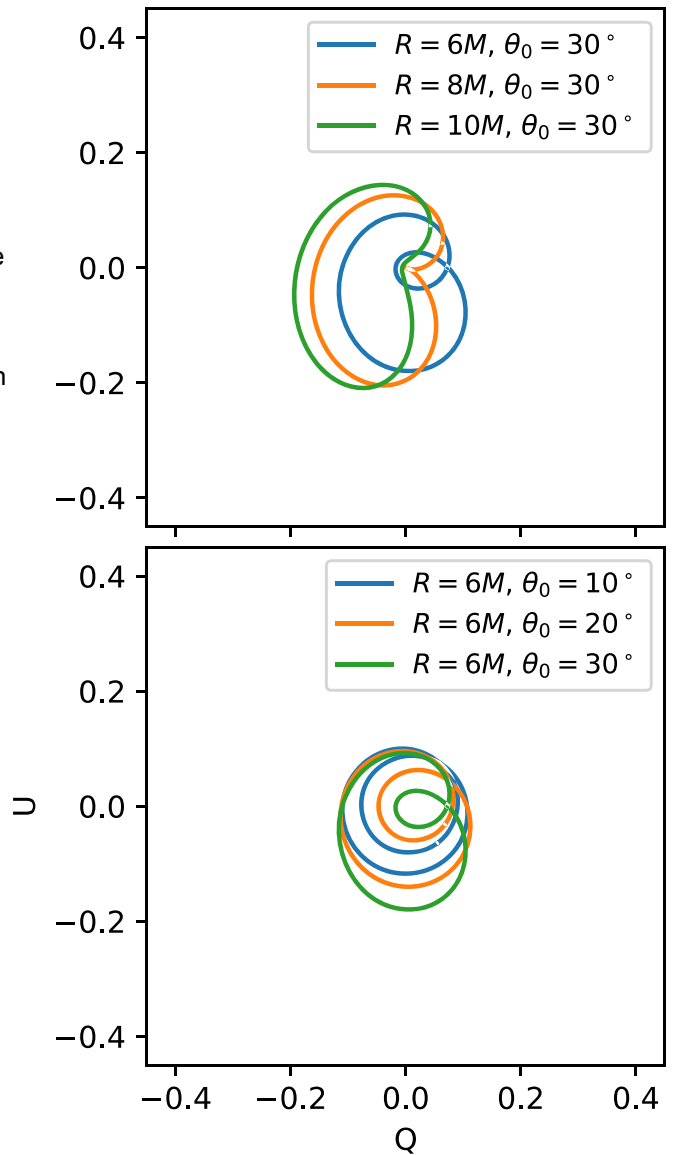 0.4
R = 6M, θ₀ = 30°
R = 8M, θ₀ = 30°
R = 10M, θ₀ = 30°
0.2
e
0.0
n
−0.2
−0.4
0.4
R = 6M, θ₀ = 10°
R = 6M, θ₀ = 20°
R = 6M, θ₀ = 30°
0.2
U
0.0
−0.2
−0.4
−0.4 −0.2 0.0 0.2 0.4
Q